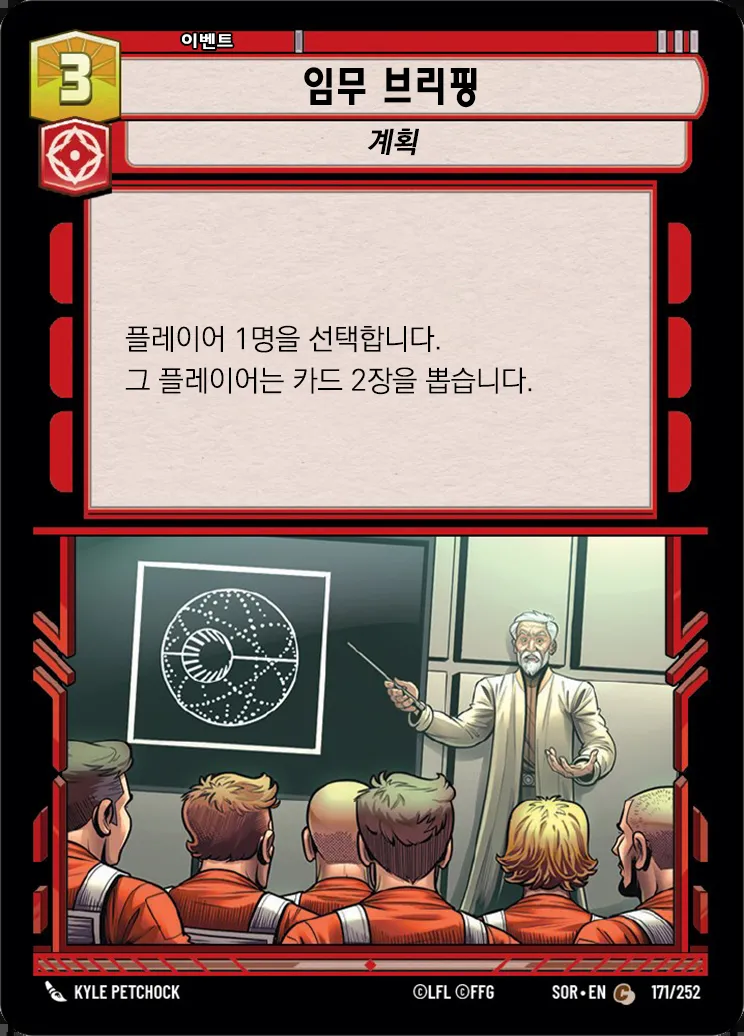 이벤트
3
임무 브리핑
계획
플레이어 1명을 선택합니다.
그 플레이어는 카드 2장을 뽑습니다.
KYLE PETCHOCK ©LFL ©FFG SOR • EN C 171/252